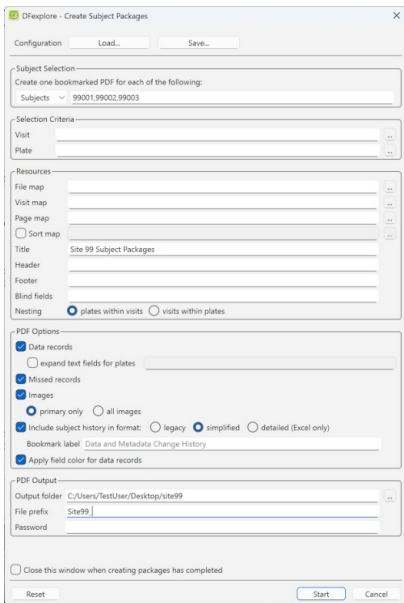 DFexplore - Create Subject Packages
Configuration Load... Save...
Subject Selection
Create one bookmarked PDF for each of the following:
Subjects 99001,99002,99003
Selection Criteria
Visit ..
Plate ..
Resources
File map ..
Visit map ..
Page map ..
Sort map ..
Title Site 99 Subject Packages
Header
Footer
Blind fields
Nesting plates within visits visits within plates
PDF Options
Data records
expand text fields for plates
Missed records
Images
primary only all images
Include subject history in format: legacy simplified detailed (Excel only)
Bookmark label Data and Metadata Change History
Apply field color for data records
PDF Output
Output folder C:/Users/TestUser/Desktop/site99 ..
File prefix Site99_
Password
Close this window when creating packages has completed
Reset Start Cancel